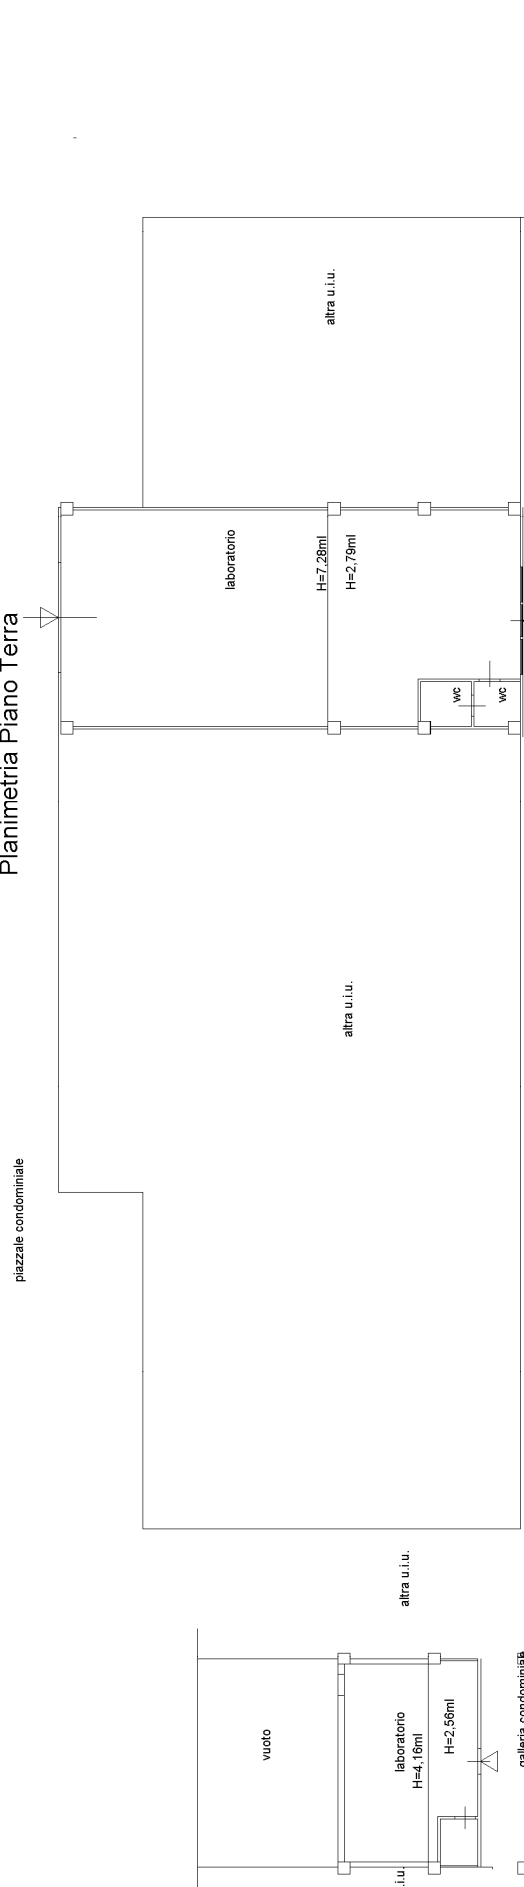 Planimetria Piano Terra
piazzale condominiale
altra u.i.u.
laboratorio
H=7,28ml
H=2,79ml
wc
wc
altra u.i.u.
altra u.i.u.
vuoto
laboratorio
H=4,16ml
H=2,56ml
galleria condominiale
i.u.